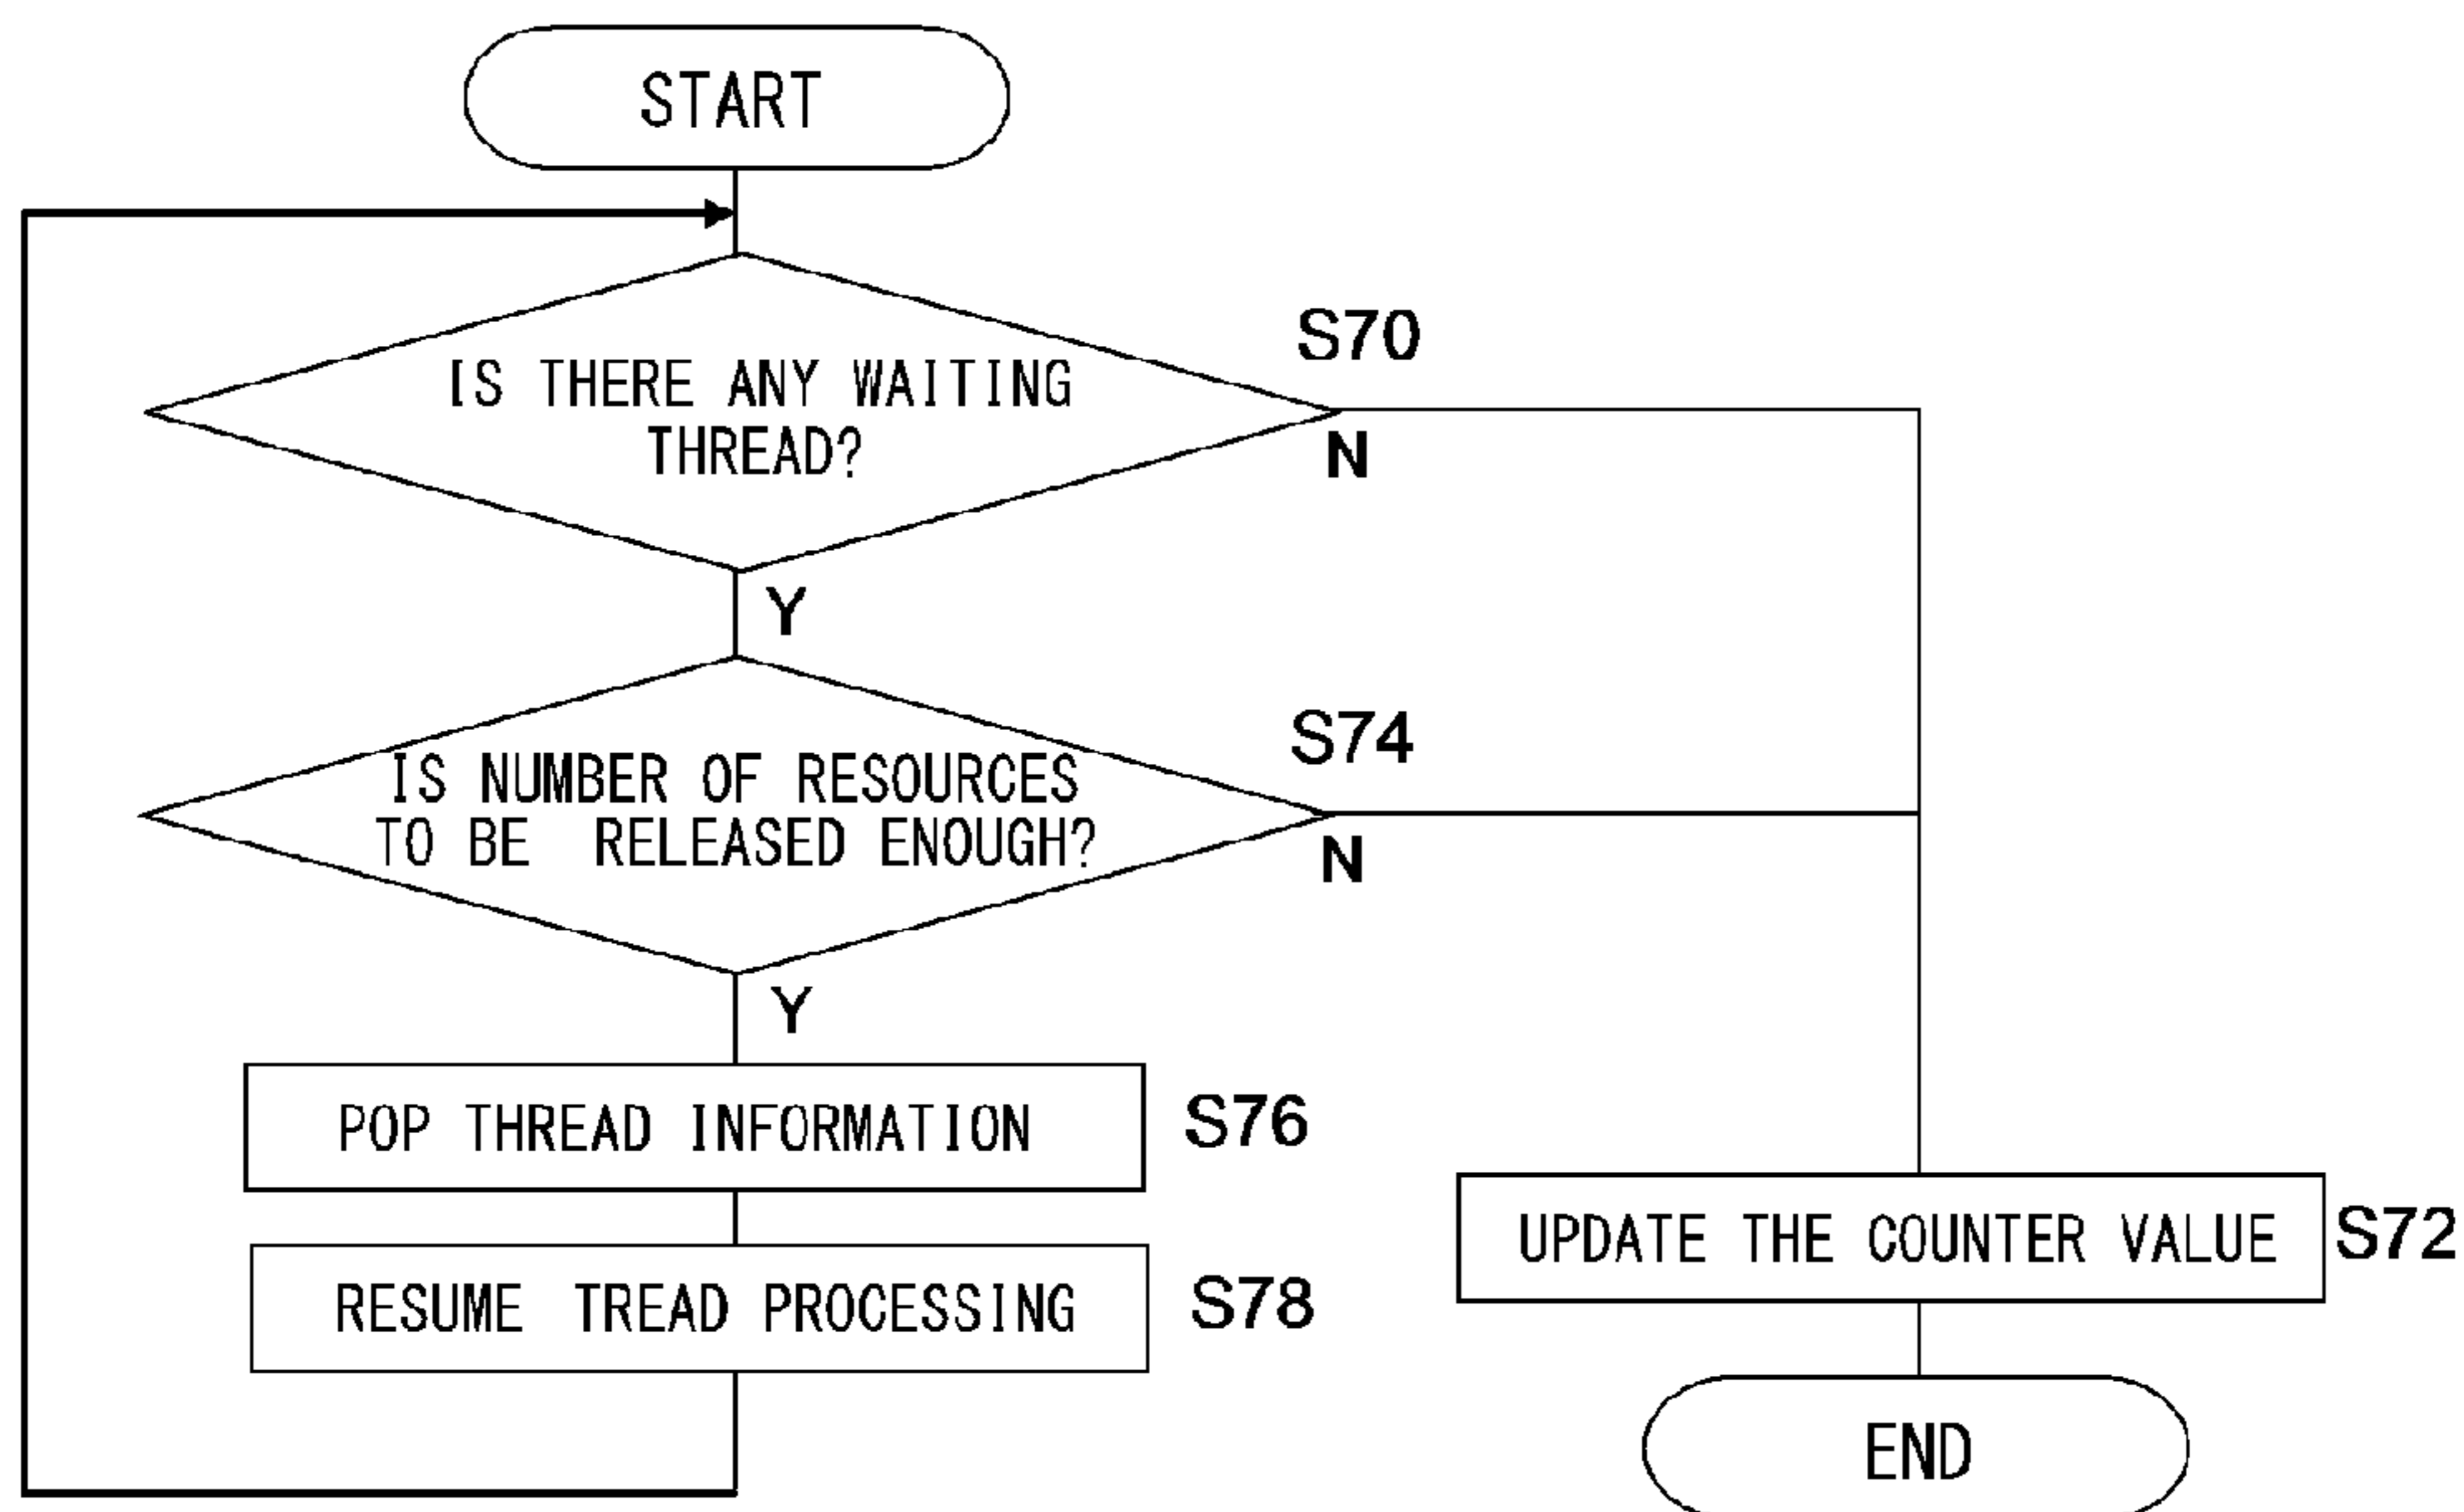 START
S70
IS THERE ANY WAITING
THREAD?
N
Y
S74
IS NUMBER OF RESOURCES
TO BE RELEASED ENOUGH?
N
Y
POP THREAD INFORMATION
S76
UPDATE THE COUNTER VALUE
S72
RESUME TREAD PROCESSING
S78
END